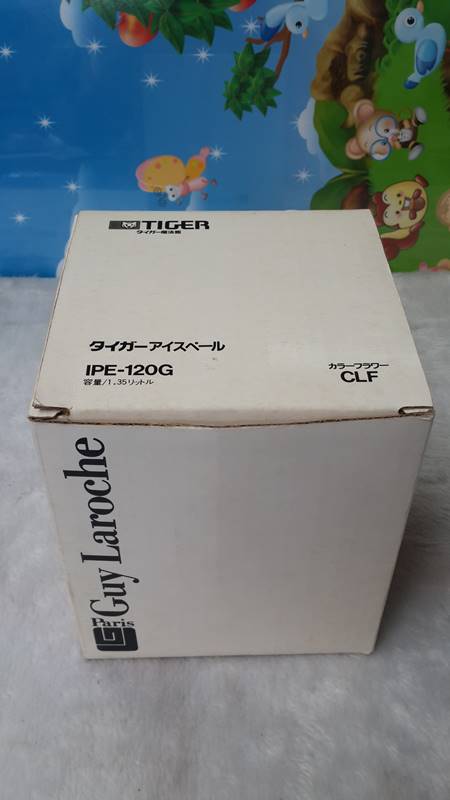 TIGER
タイガー魔法瓶
タイガーアイスペール
IPE-120G
容量/1.35リットル
カラーフラワー
CLF
Guy Laroche
Paris